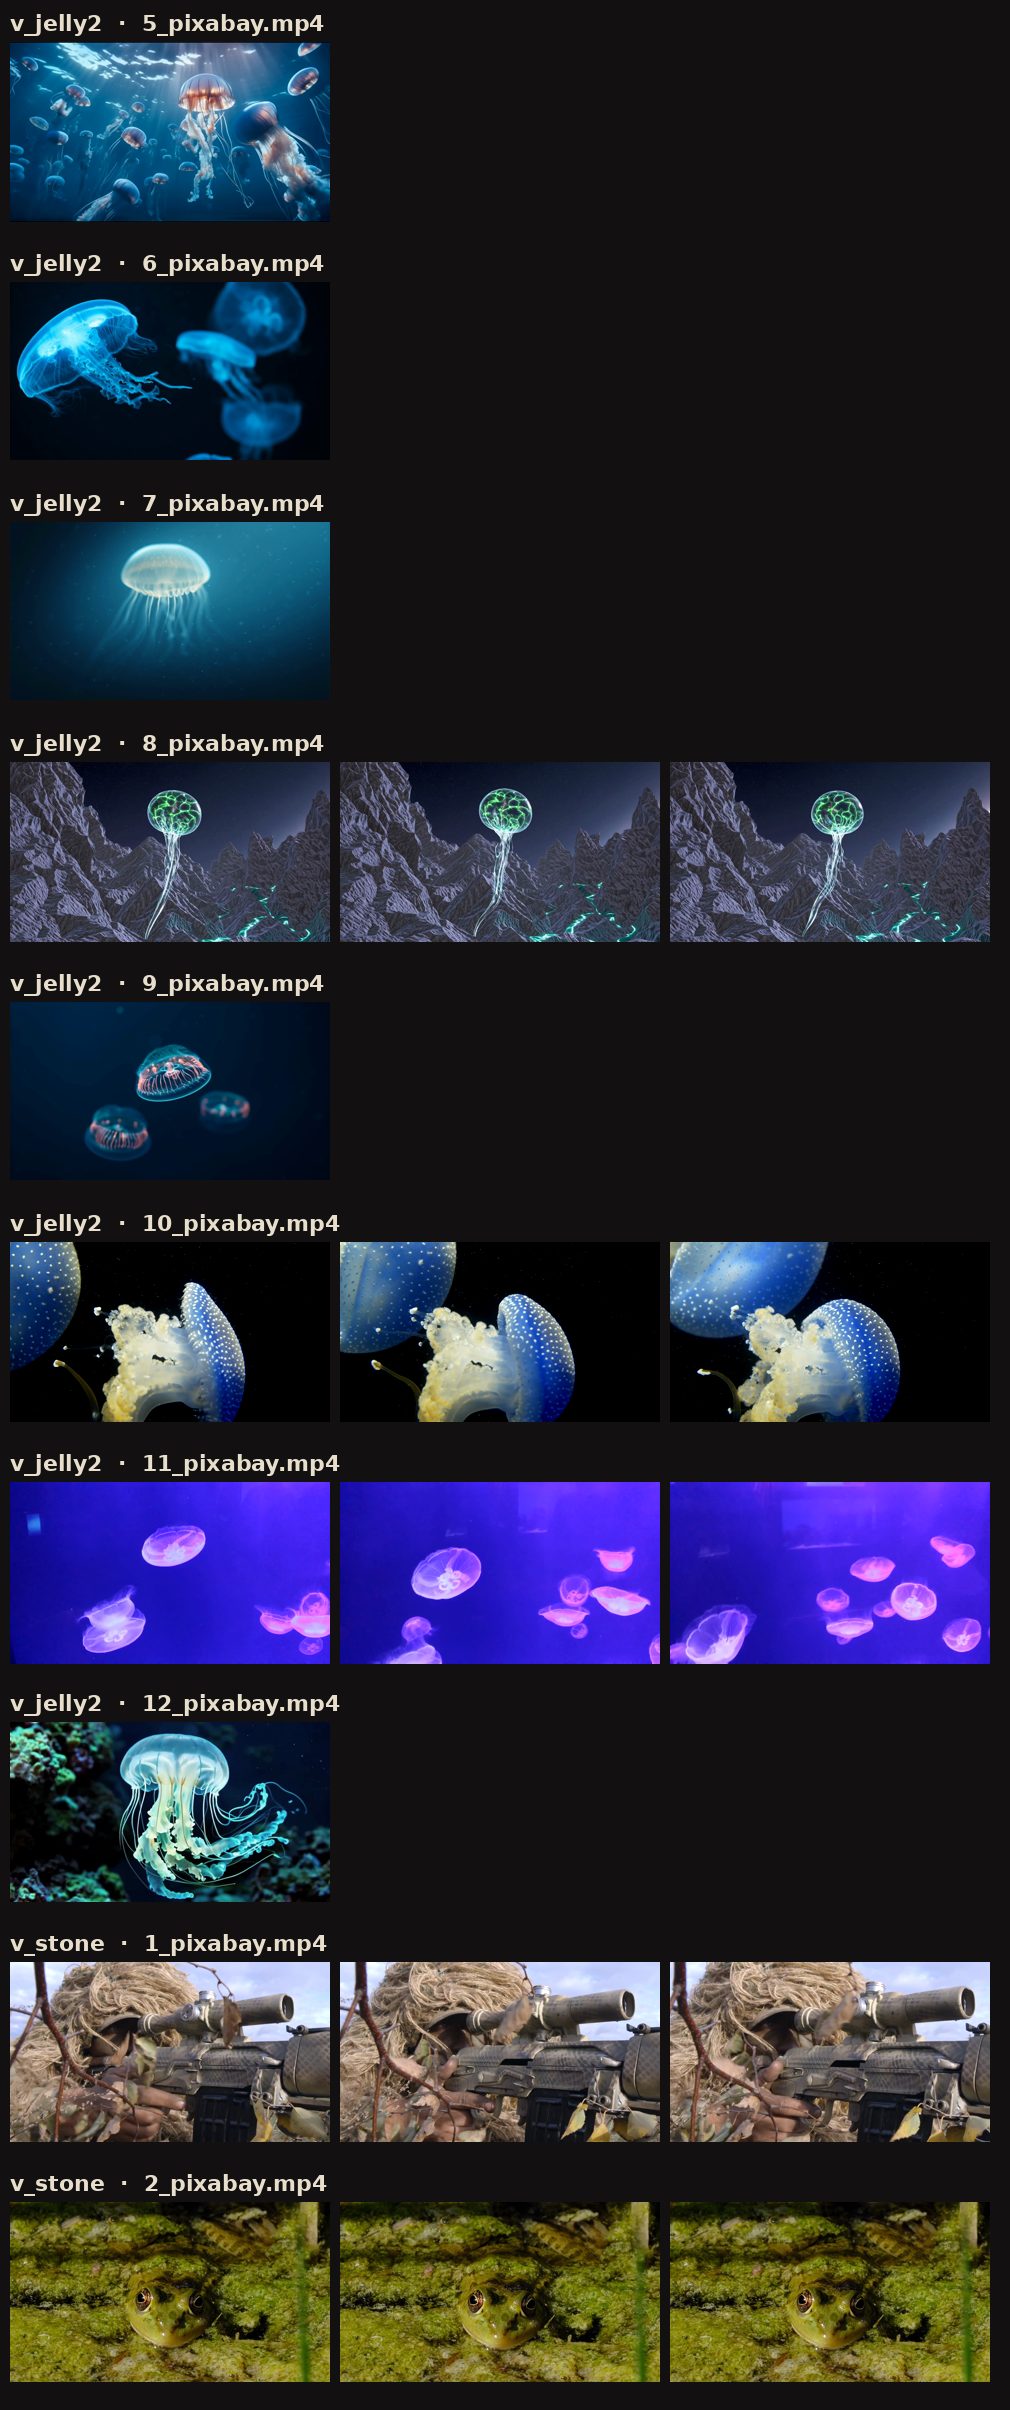 v_jelly2 · 5_pixabay.mp4
v_jelly2 · 6_pixabay.mp4
v_jelly2 · 7_pixabay.mp4
v_jelly2 · 8_pixabay.mp4
v_jelly2 · 9_pixabay.mp4
v_jelly2 · 10_pixabay.mp4
v_jelly2 · 11_pixabay.mp4
v_jelly2 · 12_pixabay.mp4
v_stone · 1_pixabay.mp4
v_stone · 2_pixabay.mp4